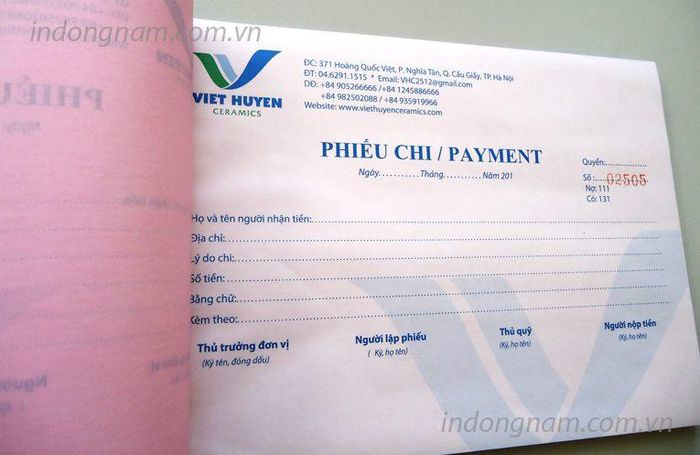 indongnam.com.vn
VIET HUYEN
CERAMICS
ĐC: 371 Hoàng Quốc Việt, P. Nghĩa Tân, Q. Cầu Giấy, TP. Hà Nội
ĐT: 04.6291.1515 * Email: VHC2512@gmail.com
DĐ: +84 905266666 /+84 1245886666
+84 982502088 / +84 935919966
Website: www.viethuyenceramics.com
PHIẾU CHI / PAYMENT
Ngày...........Tháng...........Năm 201
Quyển:
Số: 02505
Nợ: 111
Có: 131
Họ và tên người nhận tiền:
Địa chỉ:
Lý do chi:
Số tiền:
Bằng chữ:
Kèm theo:
Thủ trưởng đơn vị
(Ký tên, đóng dấu)
Người lập phiếu
( Ký, họ tên)
Thủ quỹ
(Ký, họ tên)
Người nộp tiền
(Ký, họ tên)
PHIẾU
Ngày
indongnam.com.vn